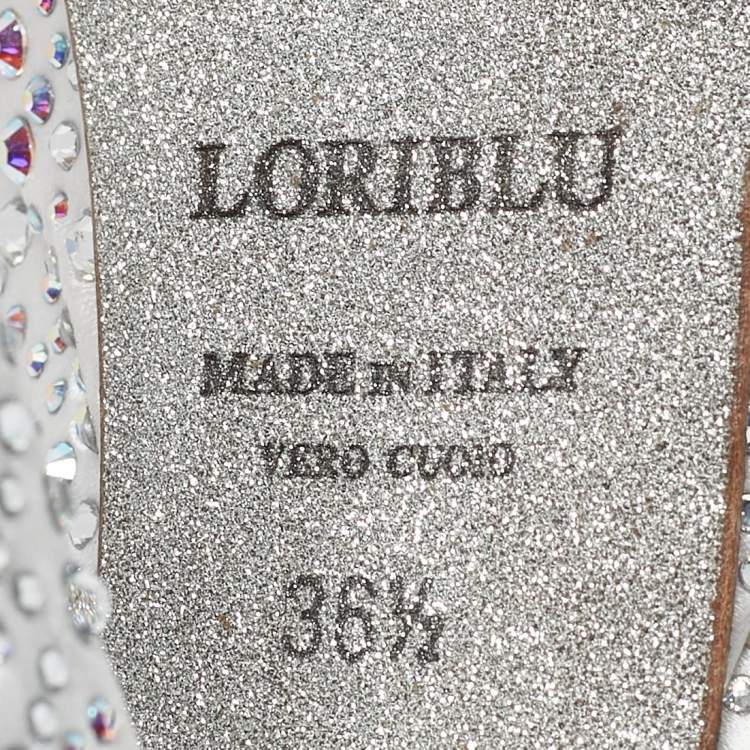 LORIBLU
MADE IN ITALY
VERO CUOIO
36½